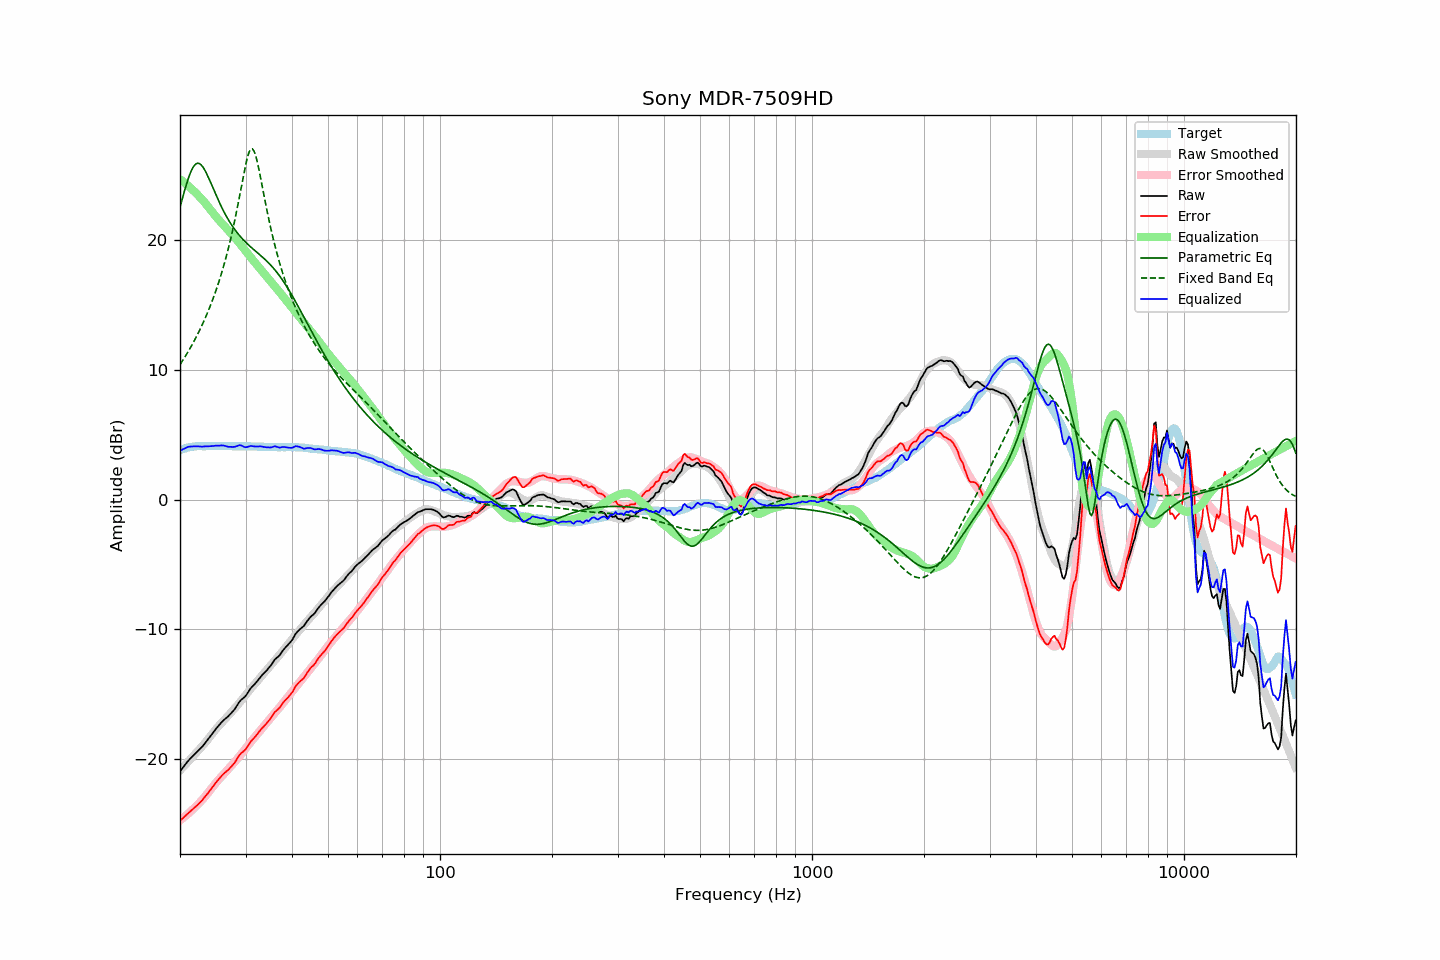 Sony MDR-7509HD
Target
Raw Smoothed
Error Smoothed
Raw
Error
Equalization
Parametric Eq
Fixed Band Eq
Equalized
20
10
0
−10
−20
Amplitude (dBr)
100
1000
10000
Frequency (Hz)